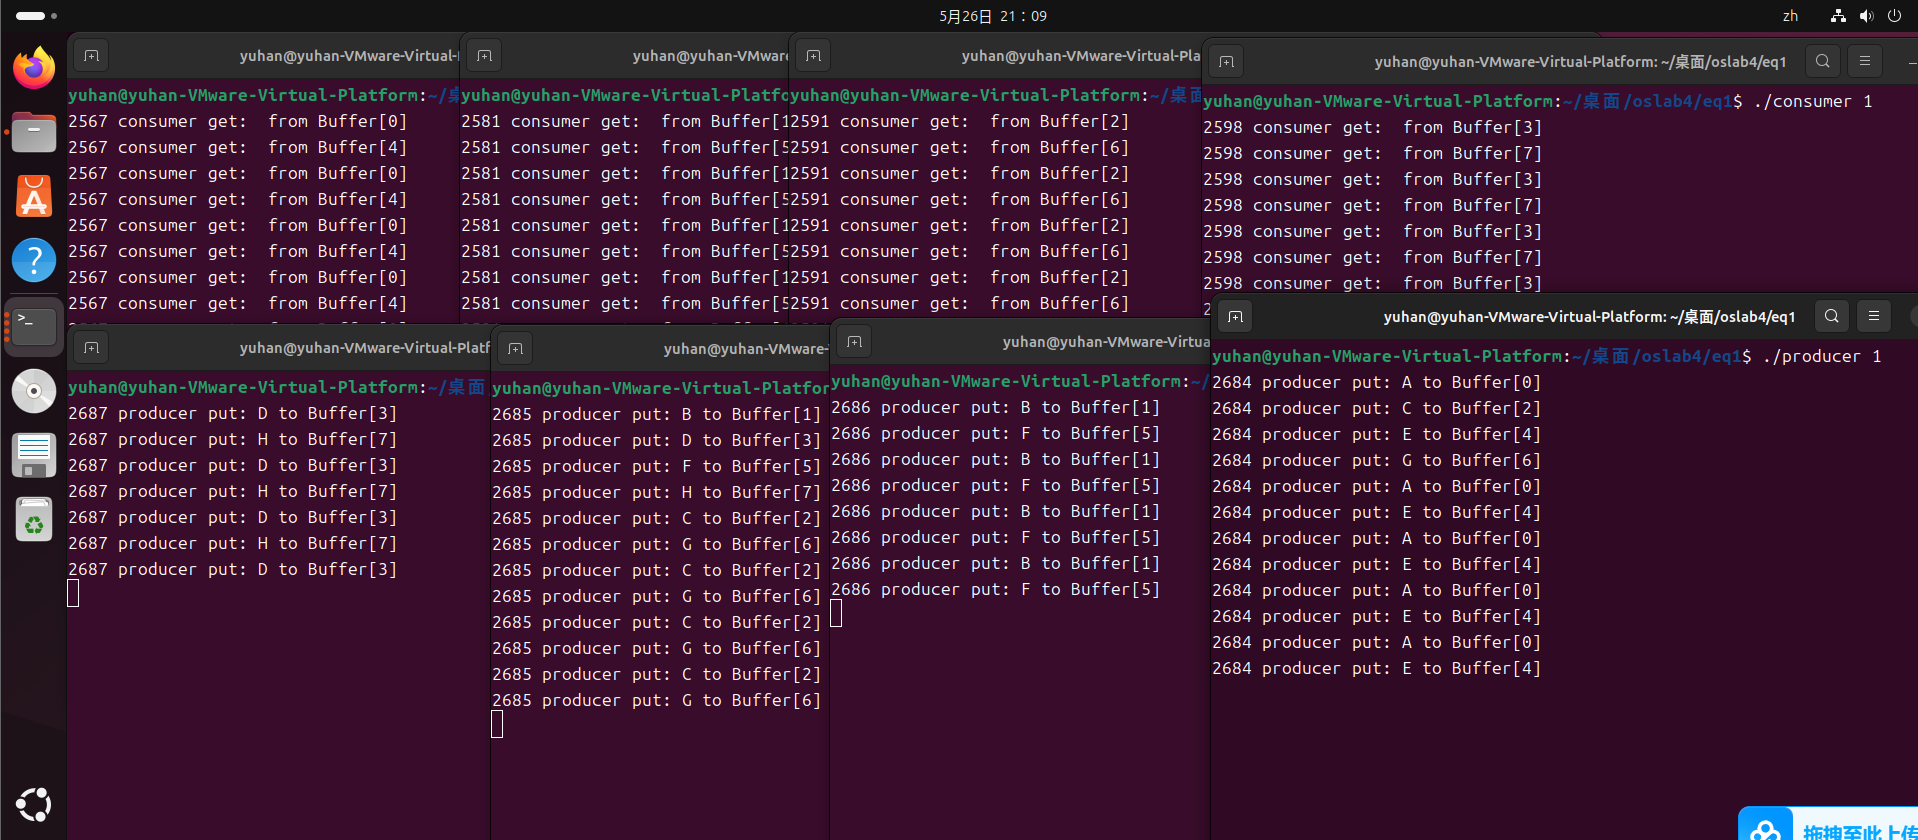 5月26日 21：09
zh
yuhan@yuhan-VMware-Virtual-
yuhan@yuhan-VMware-Virtual-Platform:~/桌
2567 consumer get:  from Buffer[0]
2567 consumer get:  from Buffer[4]
2567 consumer get:  from Buffer[0]
2567 consumer get:  from Buffer[4]
2567 consumer get:  from Buffer[0]
2567 consumer get:  from Buffer[4]
2567 consumer get:  from Buffer[0]
2567 consumer get:  from Buffer[4]
yuhan@yuhan-VMware-Virtu
yuhan@yuhan-VMware-Virtual-Platfo
2581 consumer get:  from Buffer[1
2581 consumer get:  from Buffer[5
2581 consumer get:  from Buffer[1
2581 consumer get:  from Buffer[5
2581 consumer get:  from Buffer[1
2581 consumer get:  from Buffer[5
2581 consumer get:  from Buffer[1
2581 consumer get:  from Buffer[5
yuhan@yuhan-VMware-Virtual-Pla
yuhan@yuhan-VMware-Virtual-Platform:~/桌面
2591 consumer get:  from Buffer[2]
2591 consumer get:  from Buffer[6]
2591 consumer get:  from Buffer[2]
2591 consumer get:  from Buffer[6]
2591 consumer get:  from Buffer[2]
2591 consumer get:  from Buffer[6]
2591 consumer get:  from Buffer[2]
2591 consumer get:  from Buffer[6]
yuhan@yuhan-VMware-Virtual-Platform: ~/桌面/oslab4/eq1
yuhan@yuhan-VMware-Virtual-Platform:~/桌面/oslab4/eq1$ ./consumer 1
2598 consumer get:  from Buffer[3]
2598 consumer get:  from Buffer[7]
2598 consumer get:  from Buffer[3]
2598 consumer get:  from Buffer[7]
2598 consumer get:  from Buffer[3]
2598 consumer get:  from Buffer[7]
2598 consumer get:  from Buffer[3]
yuhan@yuhan-VMware-Virtual-Platf
yuhan@yuhan-VMware-Virtual-Platform:~/桌面
2687 producer put: D to Buffer[3]
2687 producer put: H to Buffer[7]
2687 producer put: D to Buffer[3]
2687 producer put: H to Buffer[7]
2687 producer put: D to Buffer[3]
2687 producer put: H to Buffer[7]
2687 producer put: D to Buffer[3]
yuhan@yuhan-VMware-
yuhan@yuhan-VMware-Virtual-Platfor
2685 producer put: B to Buffer[1]
2685 producer put: D to Buffer[3]
2685 producer put: F to Buffer[5]
2685 producer put: H to Buffer[7]
2685 producer put: C to Buffer[2]
2685 producer put: G to Buffer[6]
2685 producer put: C to Buffer[2]
2685 producer put: G to Buffer[6]
2685 producer put: C to Buffer[2]
2685 producer put: G to Buffer[6]
2685 producer put: C to Buffer[2]
2685 producer put: G to Buffer[6]
yuhan@yuhan-VMware-Virtua
yuhan@yuhan-VMware-Virtual-Platform:~/
2686 producer put: B to Buffer[1]
2686 producer put: F to Buffer[5]
2686 producer put: B to Buffer[1]
2686 producer put: F to Buffer[5]
2686 producer put: B to Buffer[1]
2686 producer put: F to Buffer[5]
2686 producer put: B to Buffer[1]
2686 producer put: F to Buffer[5]
yuhan@yuhan-VMware-Virtual-Platform: ~/桌面/oslab4/eq1
yuhan@yuhan-VMware-Virtual-Platform:~/桌面/oslab4/eq1$ ./producer 1
2684 producer put: A to Buffer[0]
2684 producer put: C to Buffer[2]
2684 producer put: E to Buffer[4]
2684 producer put: G to Buffer[6]
2684 producer put: A to Buffer[0]
2684 producer put: E to Buffer[4]
2684 producer put: A to Buffer[0]
2684 producer put: E to Buffer[4]
2684 producer put: A to Buffer[0]
2684 producer put: E to Buffer[4]
2684 producer put: A to Buffer[0]
2684 producer put: E to Buffer[4]
拖拽至此上传